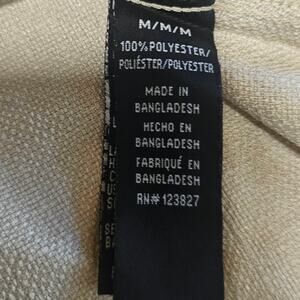 M/M/M
100%POLYESTER/
POLIÉSTER/POLYESTER
MADE IN
BANGLADESH
HECHO EN
BANGLADESH
FABRIQUÉ EN
BANGLADESH
RN# 123827